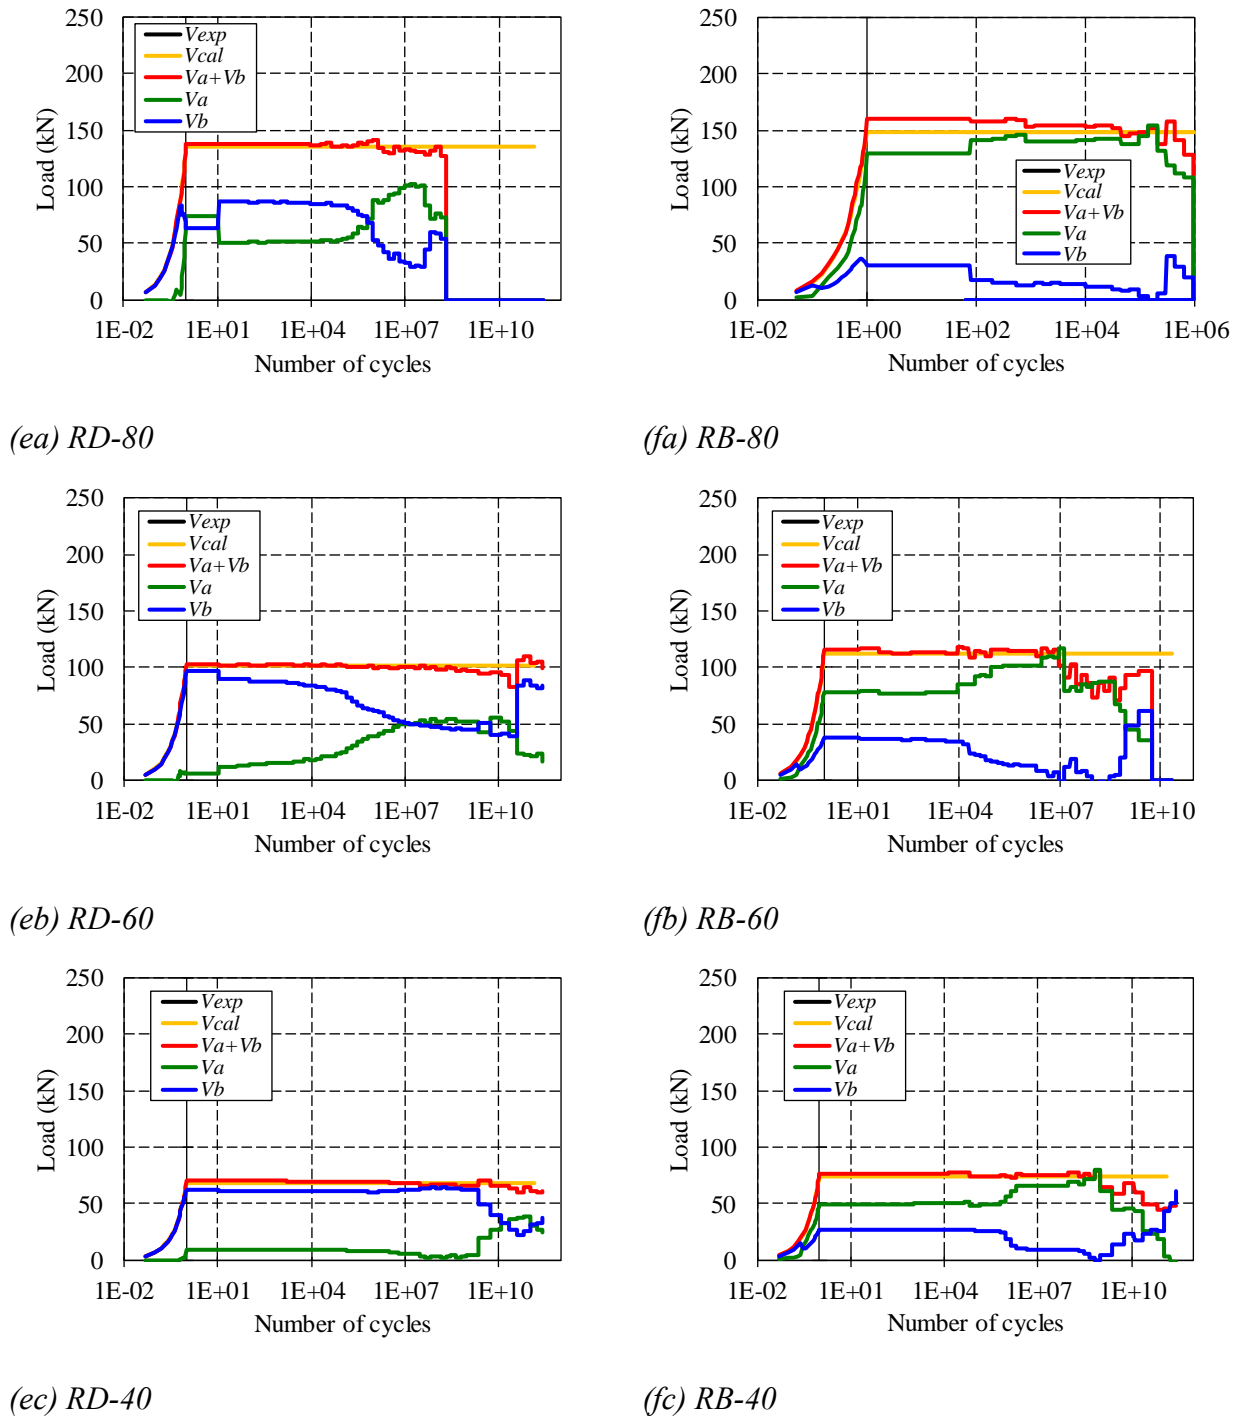 250
200
150
100
50
0
Load (kN)
Vexp
Vcal
Va+Vb
Va
Vb
1E-02 1E+01 1E+04 1E+07 1E+10
Number of cycles
(ea) RD-80
250
200
150
100
50
0
Load (kN)
Vexp
Vcal
Va+Vb
Va
Vb
1E-02 1E+00 1E+02 1E+04 1E+06
Number of cycles
(fa) RB-80
250
200
150
100
50
0
Load (kN)
Vexp
Vcal
Va+Vb
Va
Vb
1E-02 1E+01 1E+04 1E+07 1E+10
Number of cycles
(eb) RD-60
250
200
150
100
50
0
Load (kN)
Vexp
Vcal
Va+Vb
Va
Vb
1E-02 1E+01 1E+04 1E+07 1E+10
Number of cycles
(fb) RB-60
250
200
150
100
50
0
Load (kN)
Vexp
Vcal
Va+Vb
Va
Vb
1E-02 1E+01 1E+04 1E+07 1E+10
Number of cycles
(ec) RD-40
250
200
150
100
50
0
Load (kN)
Vexp
Vcal
Va+Vb
Va
Vb
1E-02 1E+01 1E+04 1E+07 1E+10
Number of cycles
(fc) RB-40